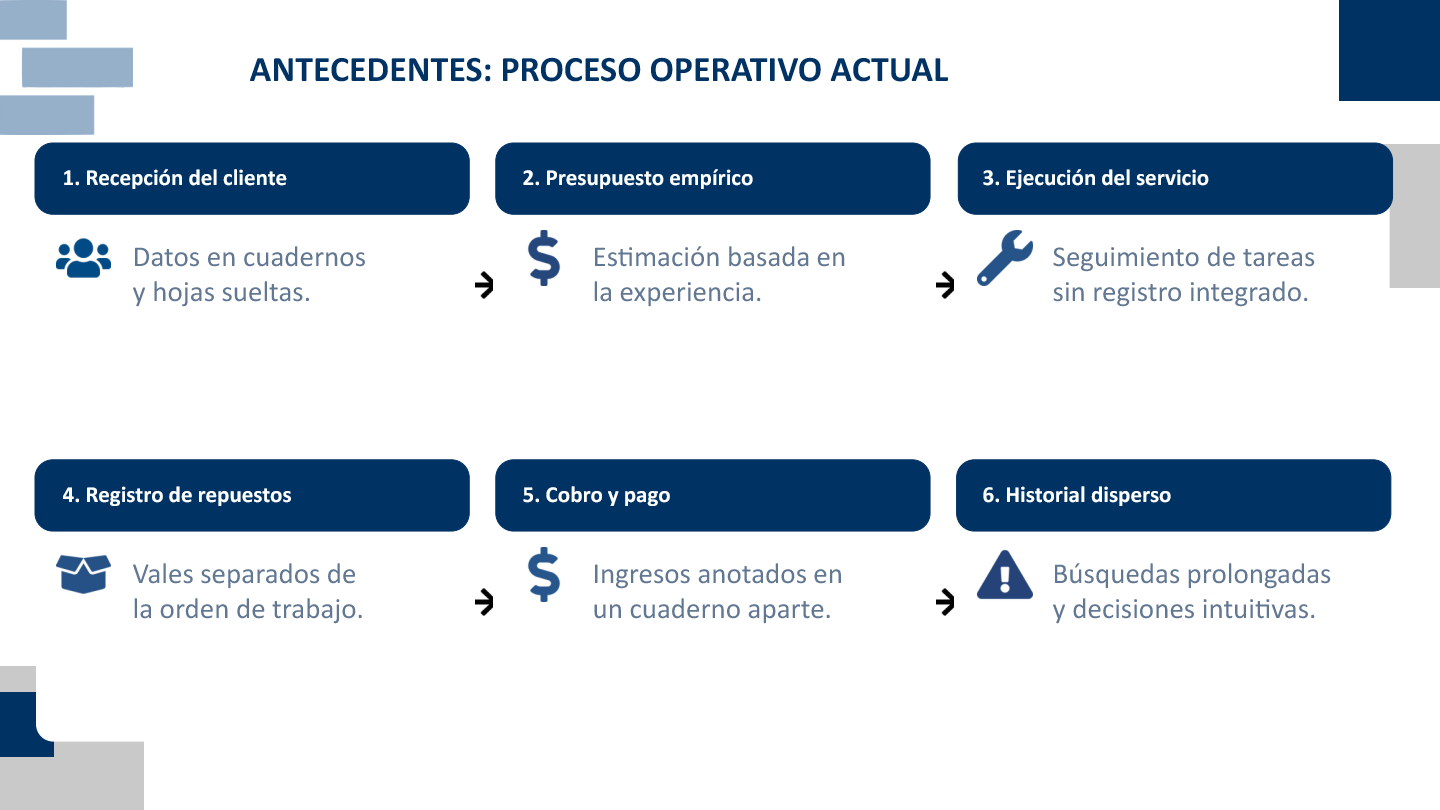 ANTECEDENTES: PROCESO OPERATIVO ACTUAL
1. Recepción del cliente
Datos en cuadernos
y hojas sueltas.
2. Presupuesto empírico
Estimación basada en
la experiencia.
3. Ejecución del servicio
Seguimiento de tareas
sin registro integrado.
4. Registro de repuestos
Vales separados de
la orden de trabajo.
5. Cobro y pago
Ingresos anotados en
un cuaderno aparte.
6. Historial disperso
Búsquedas prolongadas
y decisiones intuitivas.